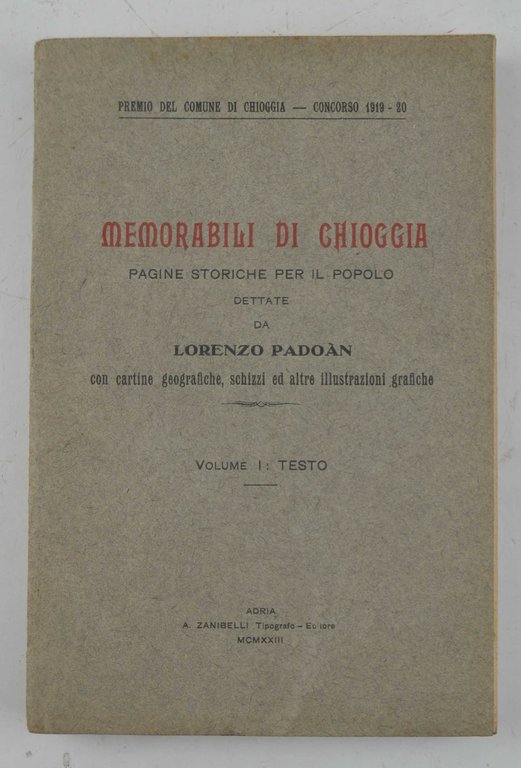 PREMIO DEL COMUNE DI CHIOGGIA — CONCORSO 1919 - 20
MEMORABILI DI CHIOGGIA
PAGINE STORICHE PER IL POPOLO
DETTATE
DA
LORENZO PADOÀN
con cartine geografiche, schizzi ed altre illustrazioni grafiche
VOLUME I: TESTO
ADRIA
A. ZANIBELLI Tipografo - Editore
MCMXXIII